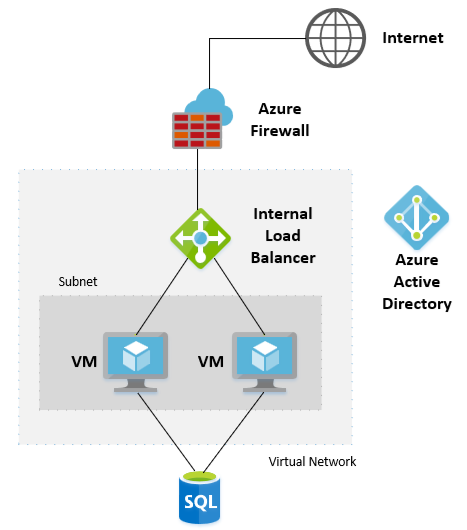 Internet
Azure
Firewall
Internal
Load
Balancer
Azure
Active
Directory
Subnet
VM
VM
Virtual Network
SQL